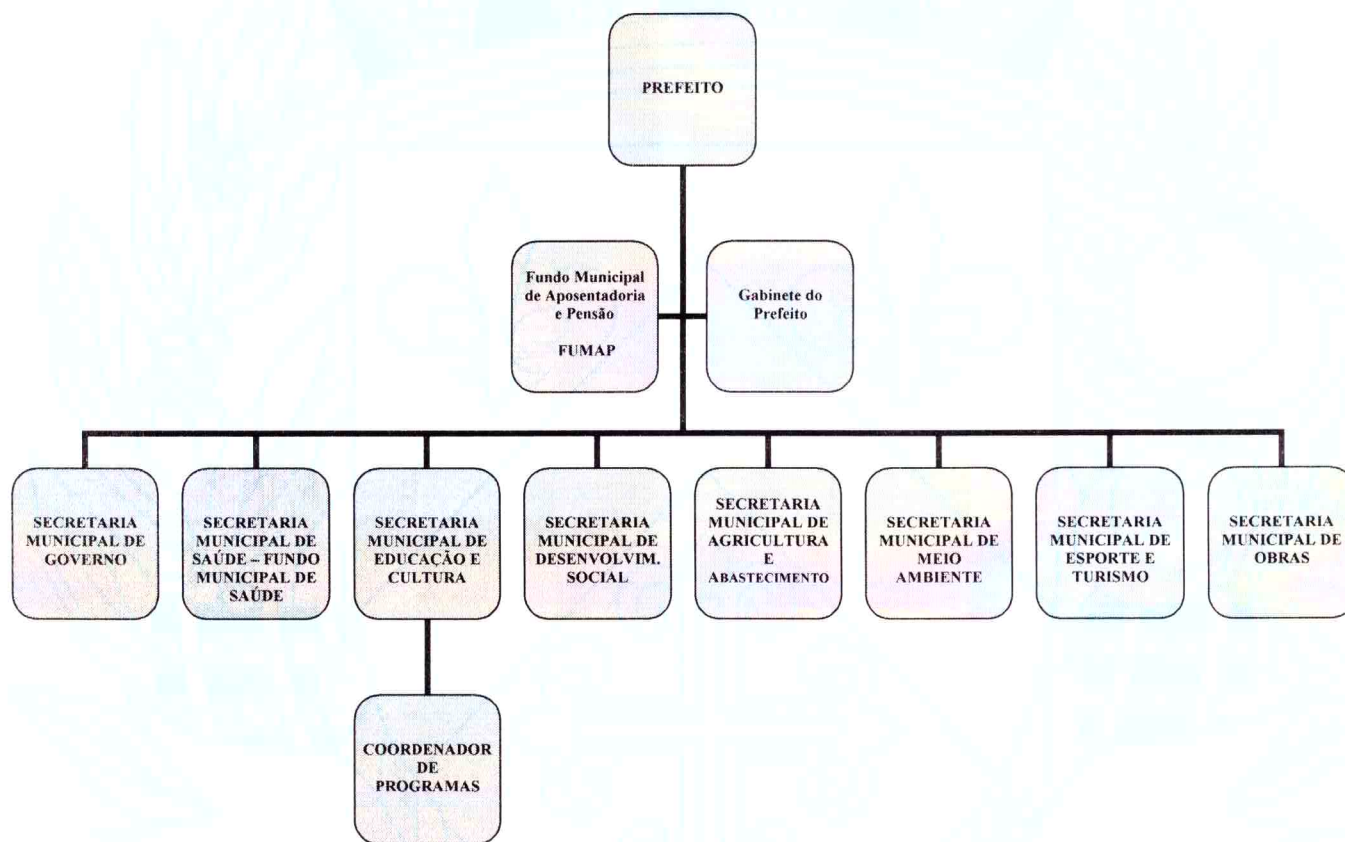 PREFEITO
Fundo Municipal
de Aposentadoria
e Pensão
FUMAP
Gabinete do
Prefeito
SECRETARIA
MUNICIPAL DE
GOVERNO
SECRETARIA
MUNICIPAL DE
SAÚDE – FUNDO
MUNICIPAL DE
SAÚDE
SECRETARIA
MUNICIPAL DE
EDUCAÇÃO E
CULTURA
SECRETARIA
MUNICIPAL DE
DESENVOLVIM.
SOCIAL
SECRETARIA
MUNICIPAL DE
AGRICULTURA
E
ABASTECIMENTO
SECRETARIA
MUNICIPAL DE
MEIO
AMBIENTE
SECRETARIA
MUNICIPAL DE
ESPORTE E
TURISMO
SECRETARIA
MUNICIPAL DE
OBRAS
COORDENADOR
DE
PROGRAMAS